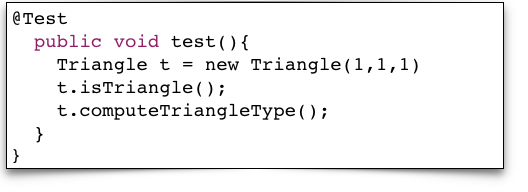 @Test
  public void test(){
    Triangle t = new Triangle(1,1,1)
    t.isTriangle();
    t.computeTriangleType();
  }
}